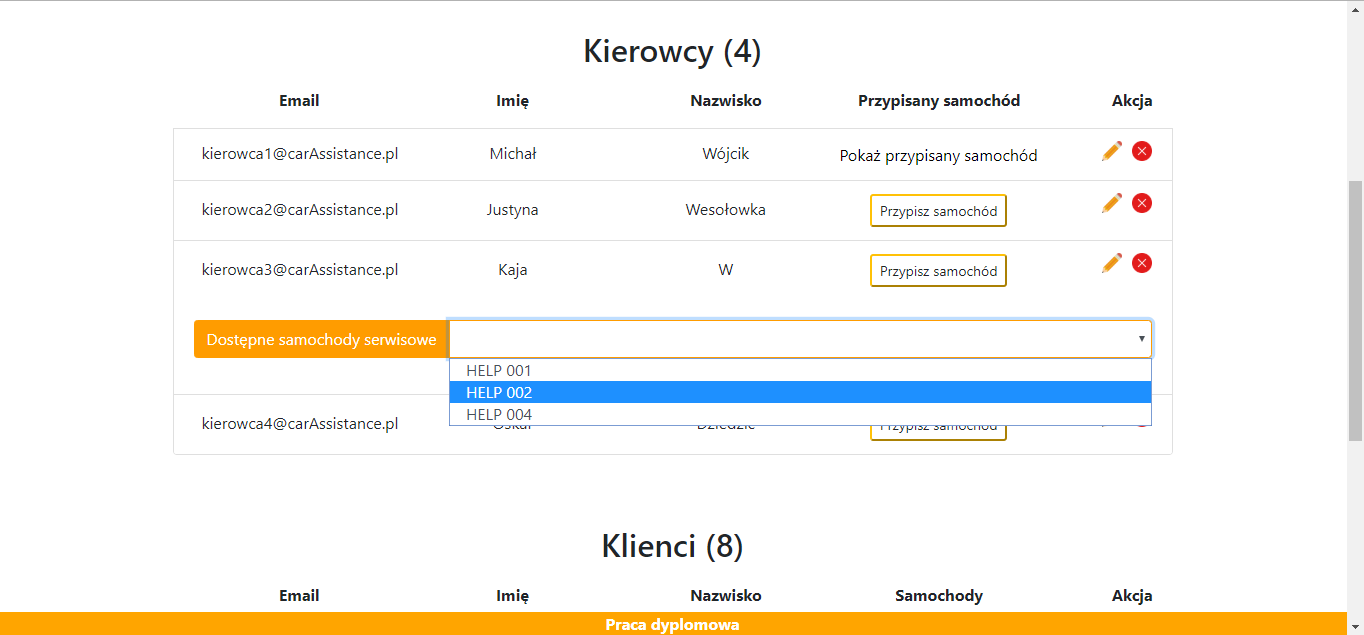 Kierowcy (4)
Email Imię Nazwisko Przypisany samochód Akcja
kierowca1@carAssistance.pl Michał Wójcik Pokaż przypisany samochód
kierowca2@carAssistance.pl Justyna Wesołowka Przypisz samochód
kierowca3@carAssistance.pl Kaja W Przypisz samochód
Dostępne samochody serwisowe
HELP 001
HELP 002
HELP 004
kierowca4@carAssistance.pl Oskar Przypisz samochód
Klienci (8)
Email Imię Nazwisko Samochody Akcja
Praca dyplomowa